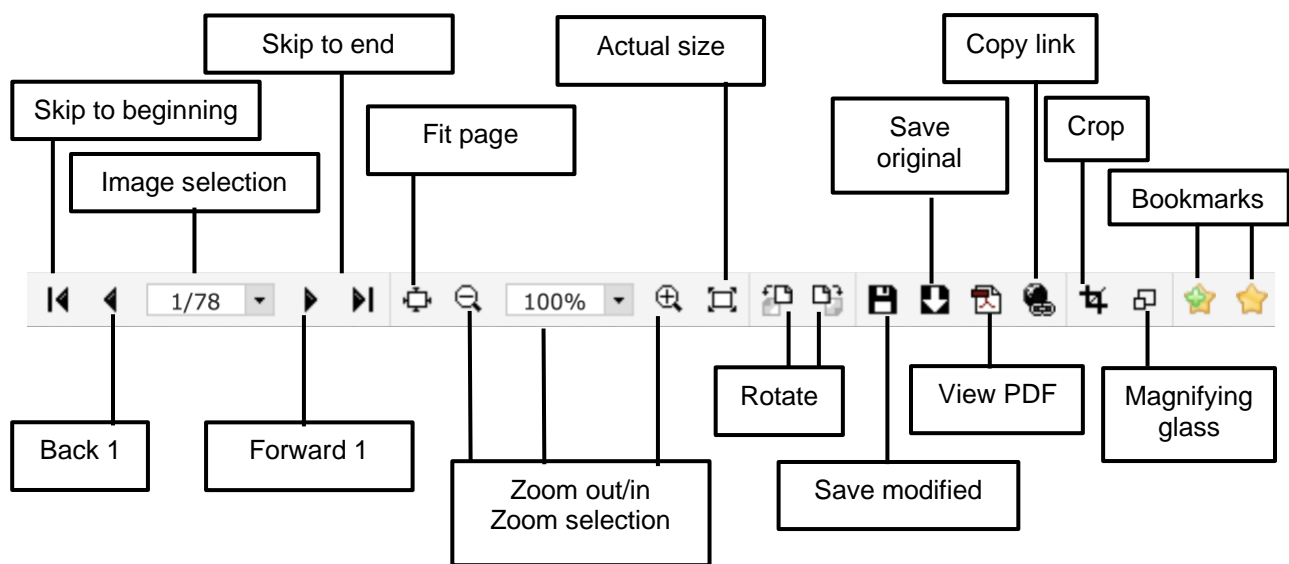 Skip to end
Actual size
Copy link
Skip to beginning
Fit page
Save
original
Crop
Image selection
Bookmarks
1/78
100%
Back 1
Forward 1
Zoom out/in
Zoom selection
Rotate
Save modified
View PDF
Magnifying
glass